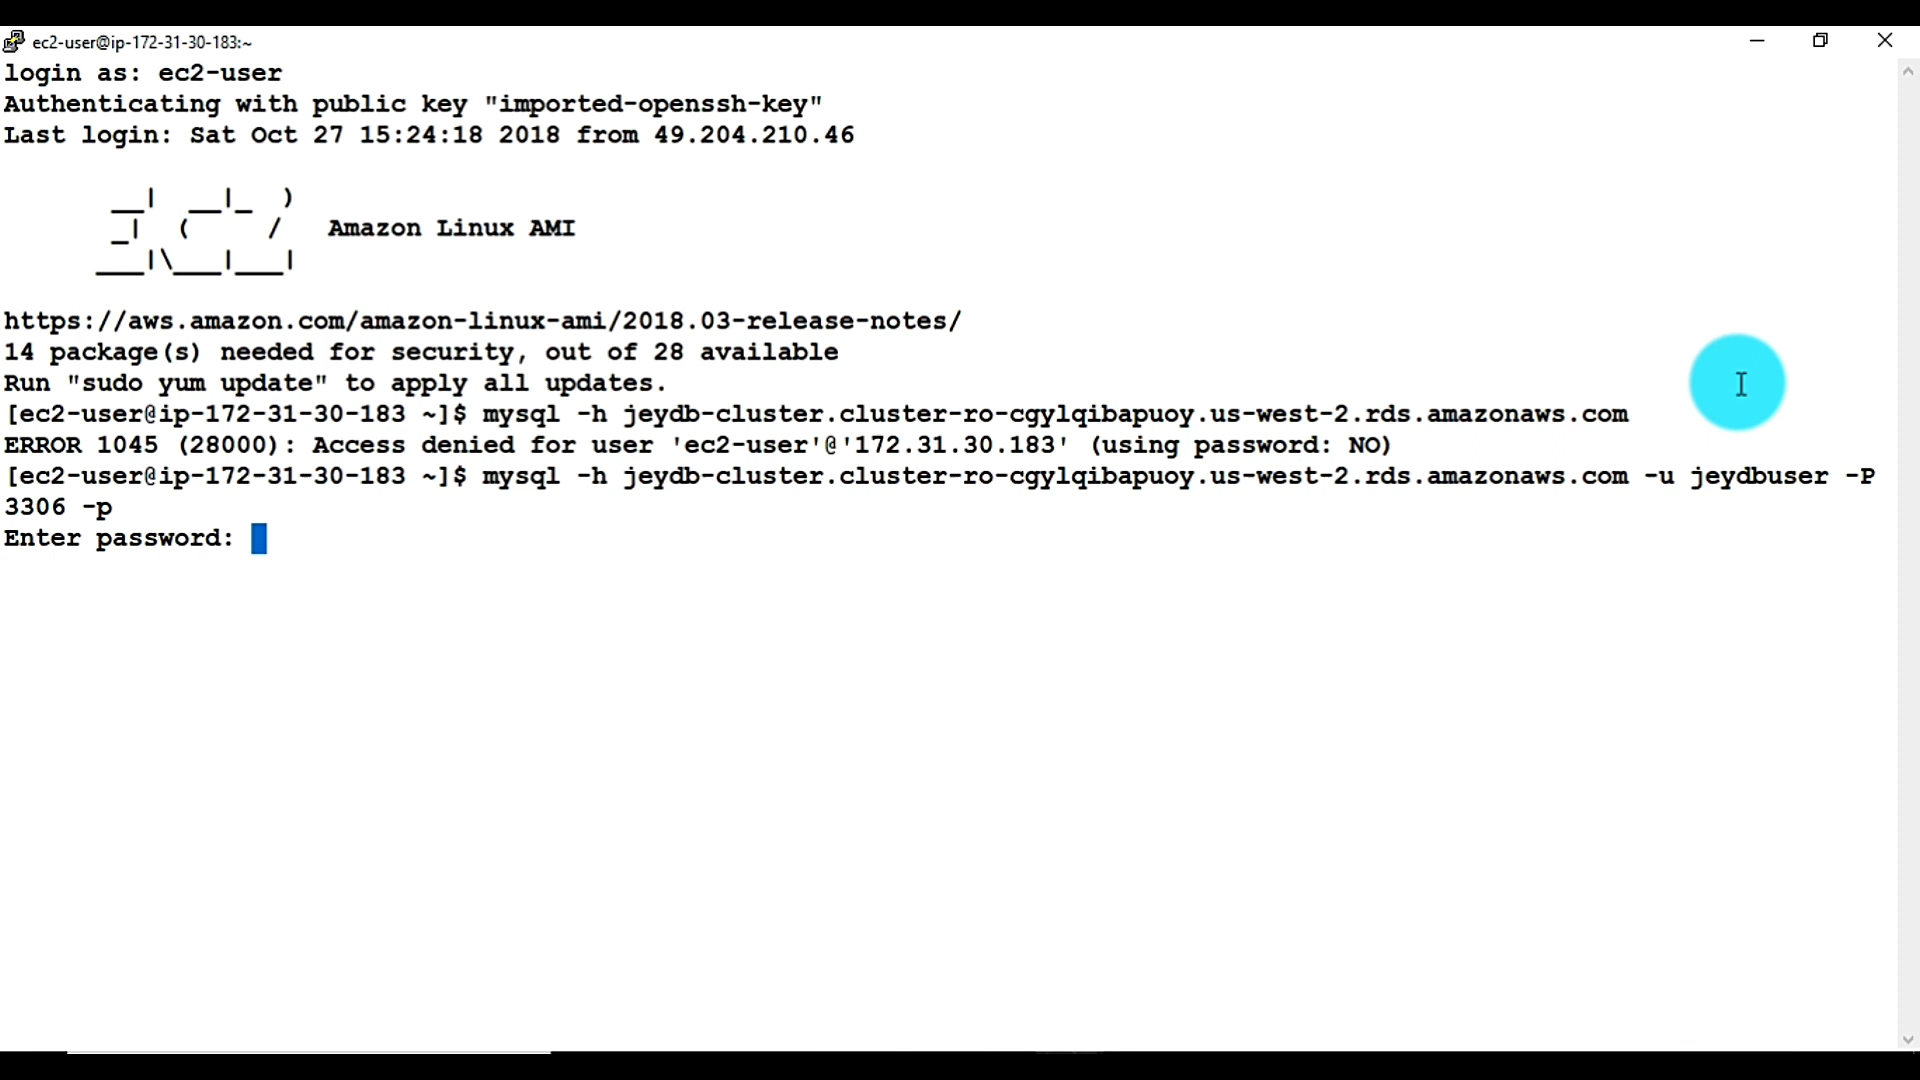 ec2-user@ip-172-31-30-183:~
login as: ec2-user
Authenticating with public key "imported-openssh-key"
Last login: Sat Oct 27 15:24:18 2018 from 49.204.210.46
       __|  __|_  )
       _|  (     /   Amazon Linux AMI
      ___|\___|___|
https://aws.amazon.com/amazon-linux-ami/2018.03-release-notes/
14 package(s) needed for security, out of 28 available
Run "sudo yum update" to apply all updates.
[ec2-user@ip-172-31-30-183 ~]$ mysql -h jeydb-cluster.cluster-ro-cgylqibapuoy.us-west-2.rds.amazonaws.com
ERROR 1045 (28000): Access denied for user 'ec2-user'@'172.31.30.183' (using password: NO)
[ec2-user@ip-172-31-30-183 ~]$ mysql -h jeydb-cluster.cluster-ro-cgylqibapuoy.us-west-2.rds.amazonaws.com -u jeydbuser -P
3306 -p
Enter password: